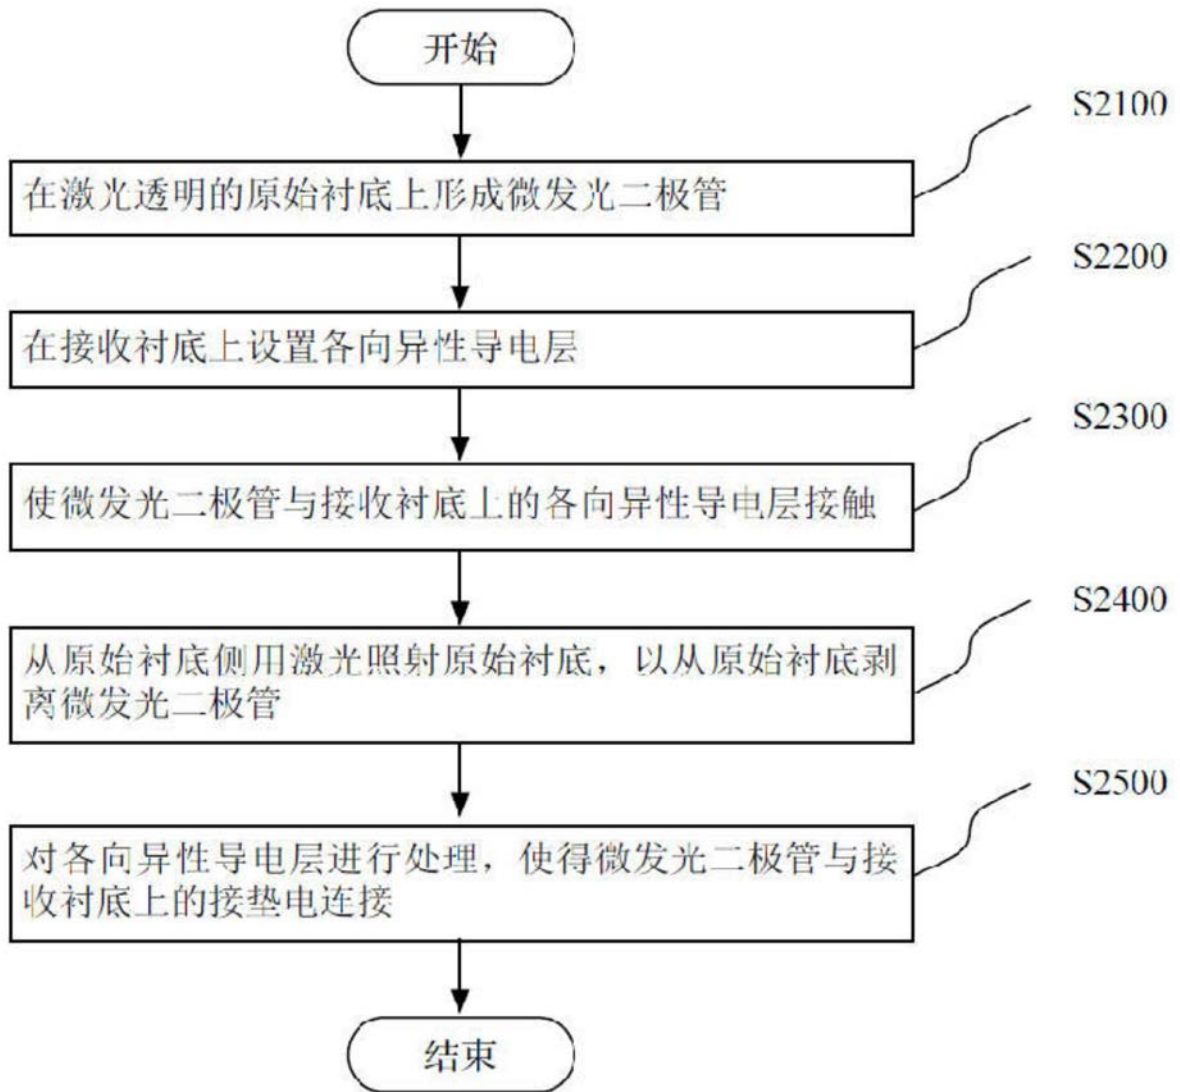 开始
S2100
在激光透明的原始衬底上形成微发光二极管
S2200
在接收衬底上设置各向异性导电层
S2300
使微发光二极管与接收衬底上的各向异性导电层接触
S2400
从原始衬底侧用激光照射原始衬底，以从原始衬底剥
离微发光二极管
S2500
对各向异性导电层进行处理，使得微发光二极管与接
收衬底上的接垫电连接
结束